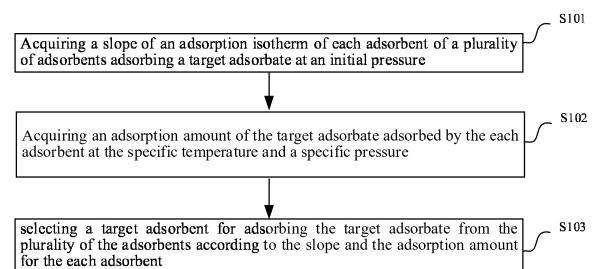 S101
Acquiring a slope of an adsorption isotherm of each adsorbent of a plurality
of adsorbents adsorbing a target adsorbate at an initial pressure
S102
Acquiring an adsorption amount of the target adsorbate adsorbed by the each
adsorbent at the specific temperature and a specific pressure
S103
selecting a target adsorbent for adsorbing the target adsorbate from the
plurality of the adsorbents according to the slope and the adsorption amount
for the each adsorbent